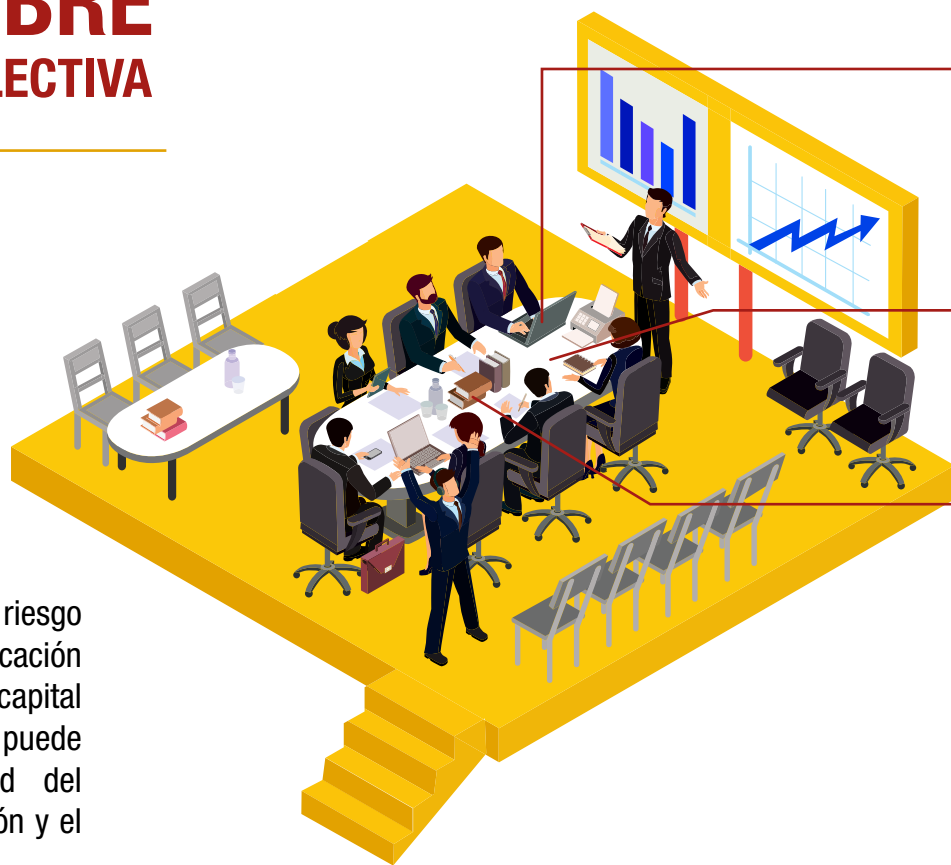 BRE
LECTIVA
riesgo
cación
capital
puede
d del
ón y el